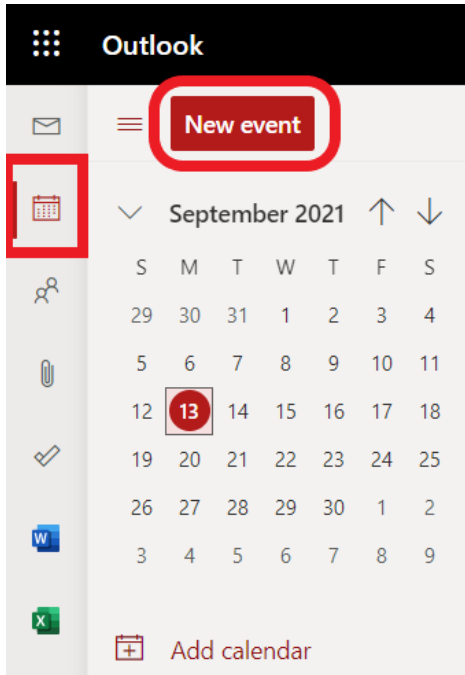 Outlook
New event
September 2021
S M T W T F S
29 30 31 1 2 3 4
5 6 7 8 9 10 11
12 13 14 15 16 17 18
19 20 21 22 23 24 25
26 27 28 29 30 1 2
W
3 4 5 6 7 8 9
X
Add calendar